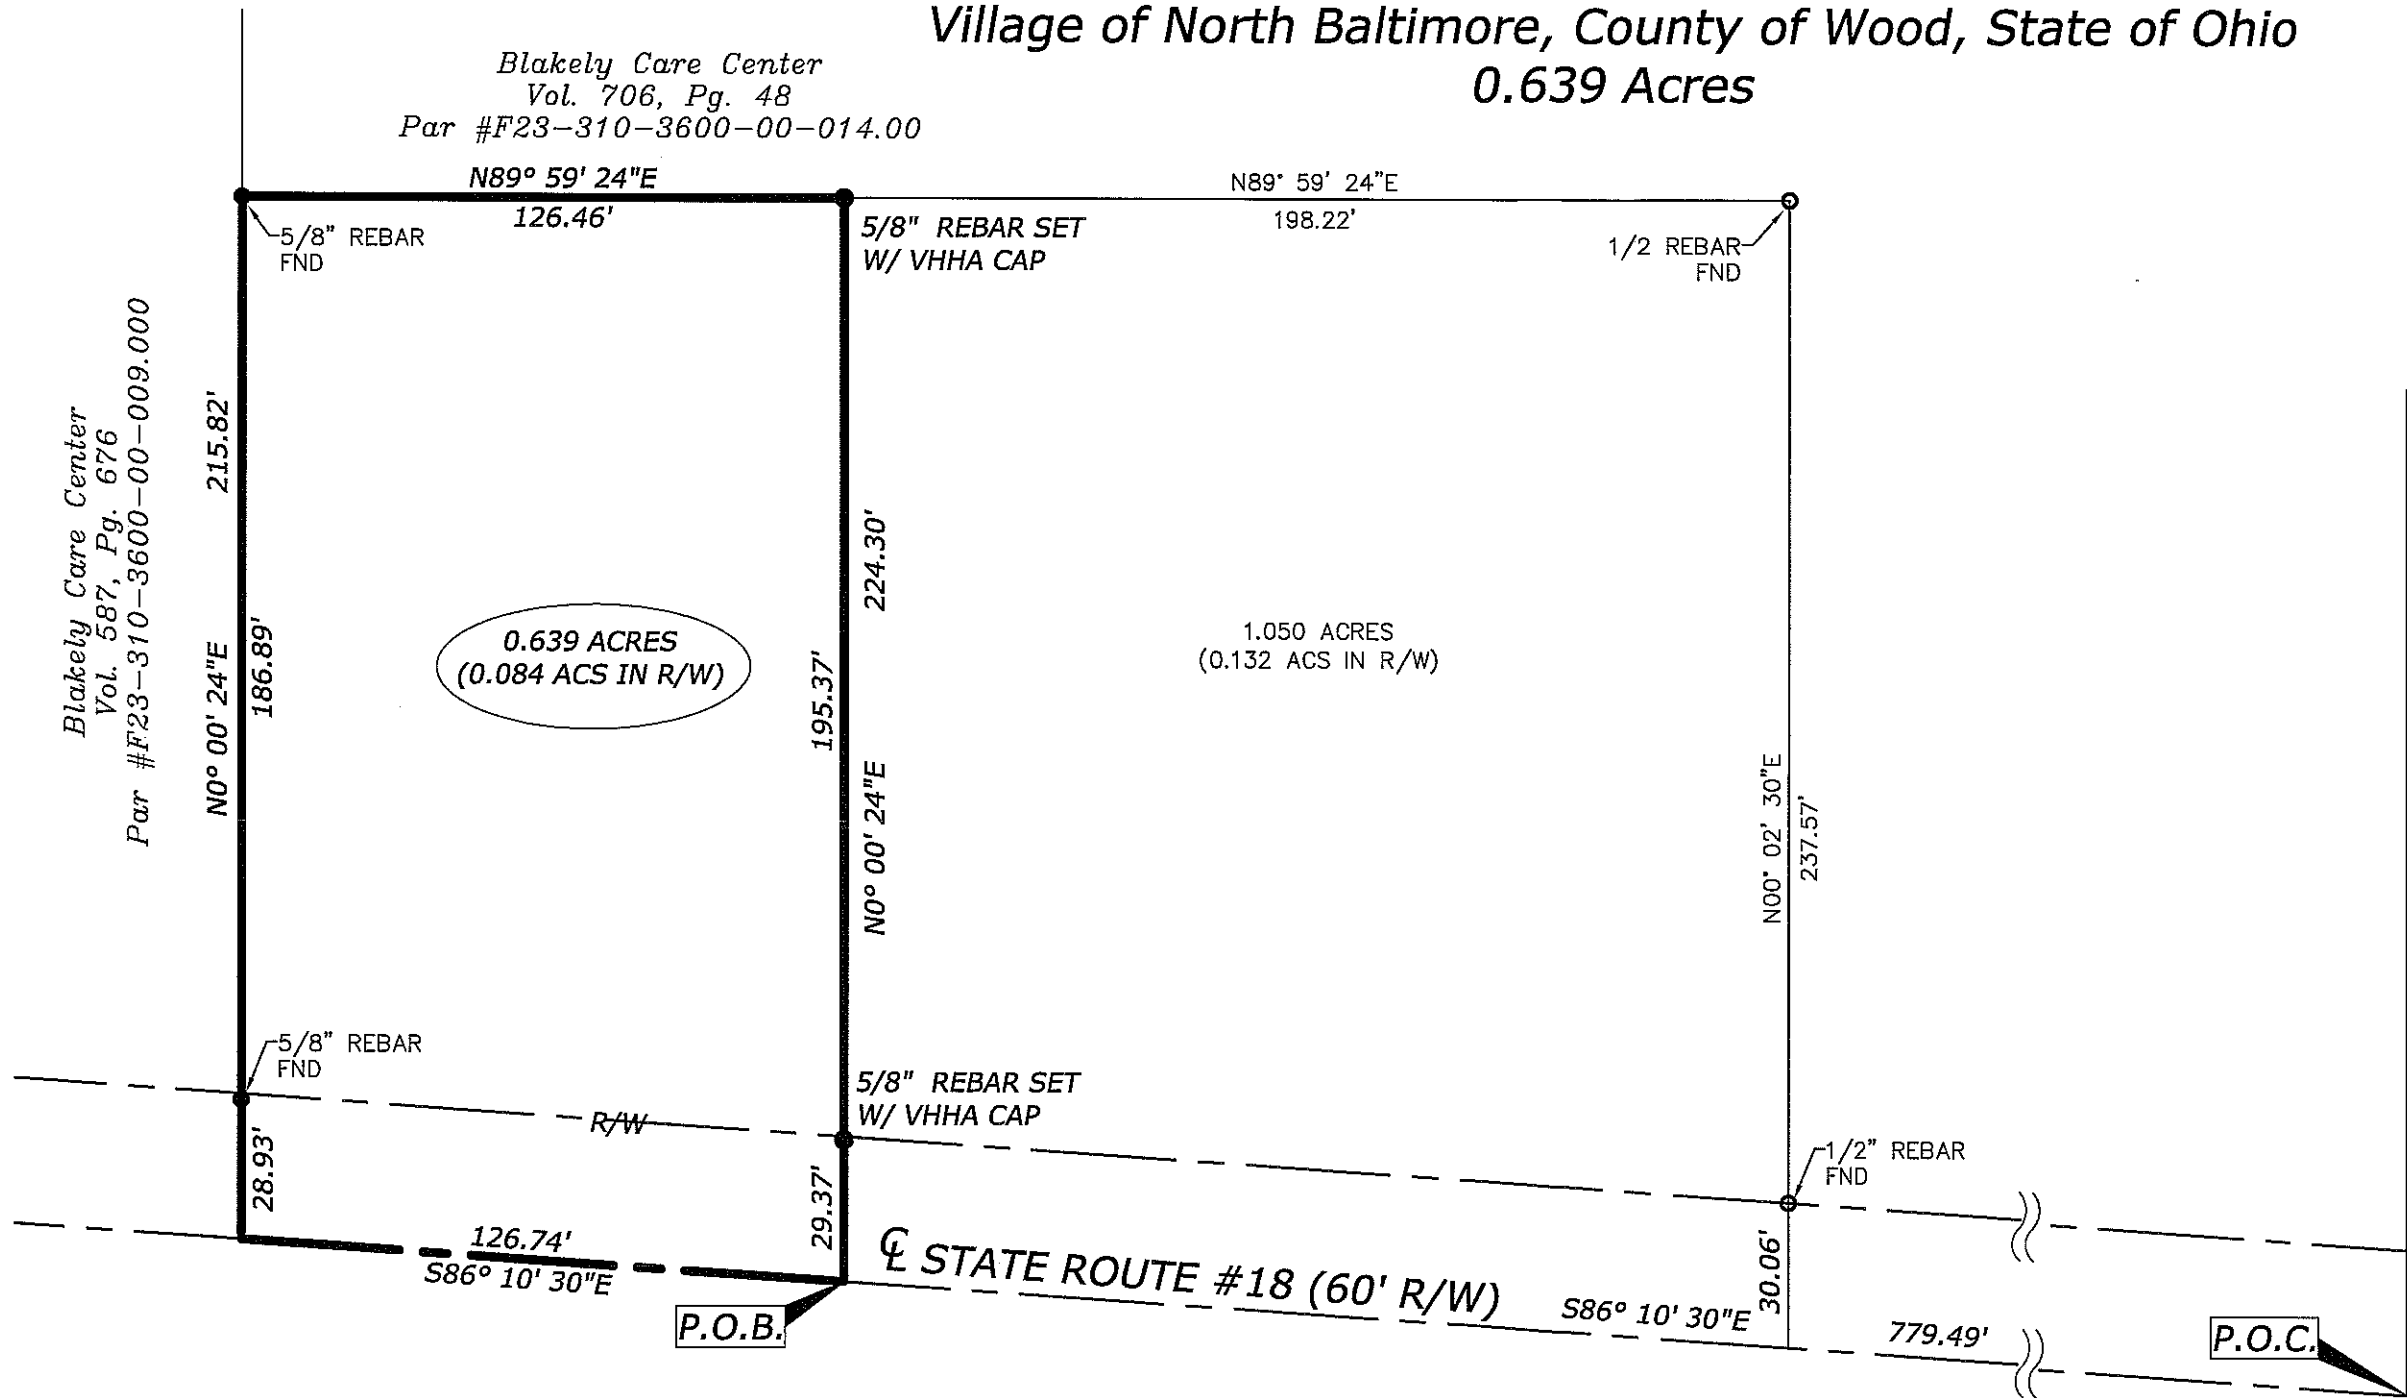 Village of North Baltimore, County of Wood, State of Ohio
0.639 Acres
Blakely Care Center
Vol. 706, Pg. 48
Par #F23-310-3600-00-014.00
N89° 59' 24"E
126.46'
N89° 59' 24"E
198.22'
5/8" REBAR
FND
5/8" REBAR SET
W/ VHHA CAP
1/2 REBAR
FND
Blakely Care Center
Vol. 587, Pg. 676
Par #F23-310-3600-00-009.000
215.82'
N0° 00' 24"E
186.89'
0.639 ACRES
(0.084 ACS IN R/W)
224.30'
195.37'
N0° 00' 24"E
1.050 ACRES
(0.132 ACS IN R/W)
N00° 02' 30"E
237.57'
5/8" REBAR
FND
R/W
5/8" REBAR SET
W/ VHHA CAP
1/2" REBAR
FND
28.93'
29.37'
30.06'
126.74'
S86° 10' 30"E
℄ STATE ROUTE #18 (60' R/W)
S86° 10' 30"E
779.49'
P.O.B.
P.O.C.